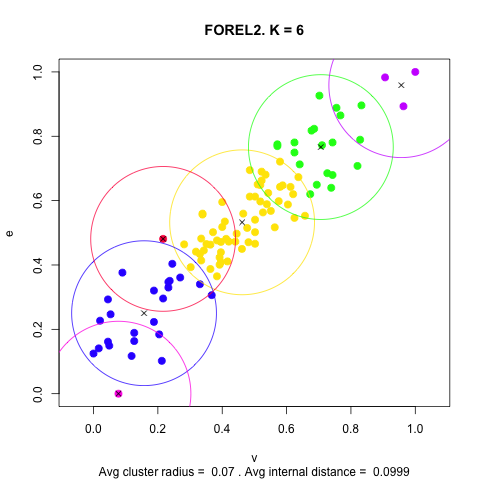 FOREL2. K = 6
e
1.0
0.8
0.6
0.4
0.2
0.0
0.0 0.2 0.4 0.6 0.8 1.0
v
Avg cluster radius = 0.07 . Avg internal distance = 0.0999